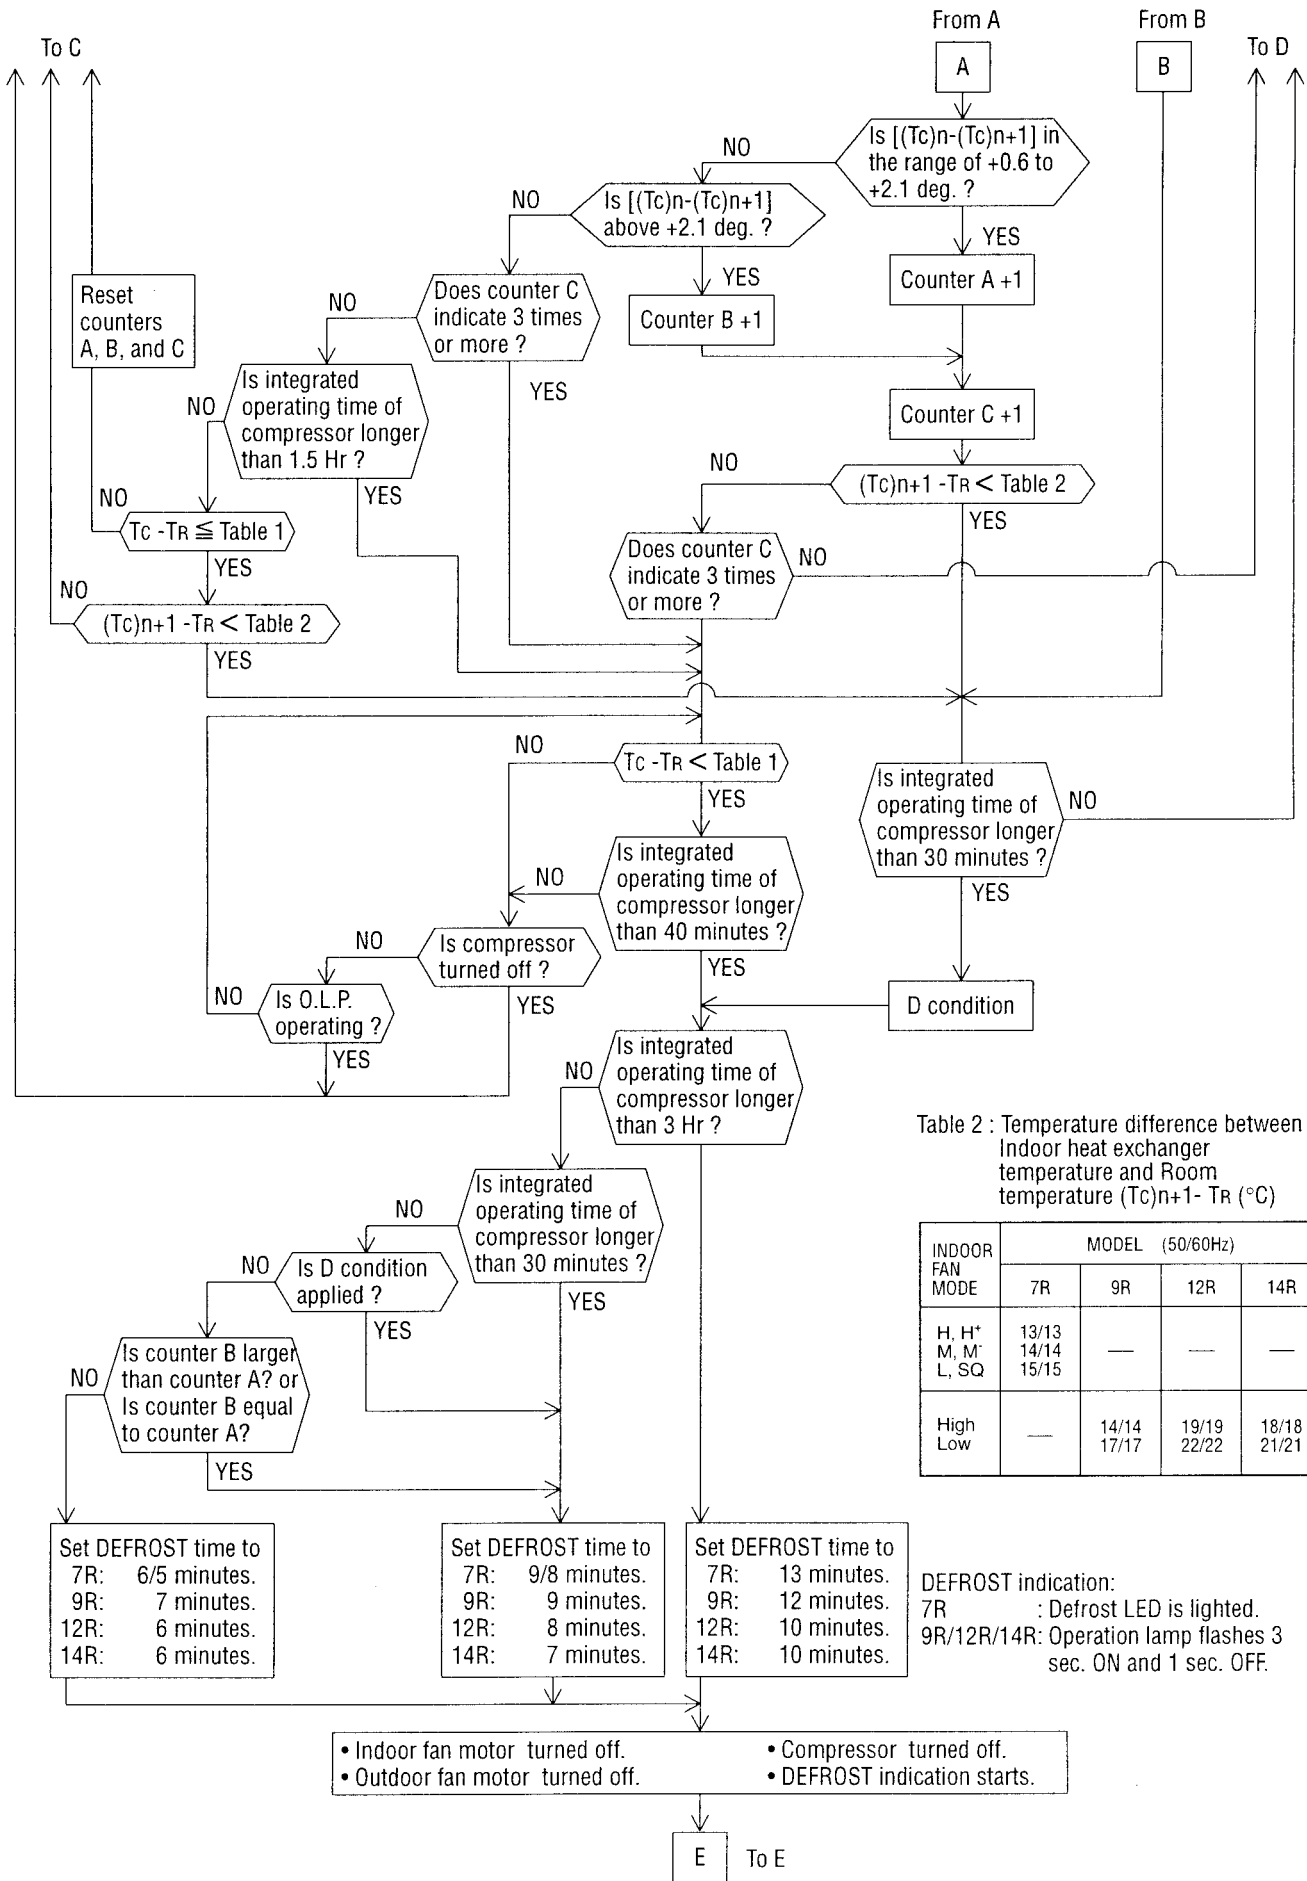 To C
From A
From B
To D
A
B
Is [(Tc)n-(Tc)n+1] in
the range of +0.6 to
+2.1 deg. ?
NO
YES
Is [(Tc)n-(Tc)n+1]
above +2.1 deg. ?
NO
YES
Counter A +1
Counter B +1
Reset
counters
A, B, and C
Does counter C
indicate 3 times
or more ?
NO
YES
Is integrated
operating time of
compressor longer
than 1.5 Hr ?
NO
YES
Counter C +1
(Tc)n+1 -TR < Table 2
NO
YES
Tc -TR ≦ Table 1
NO
YES
Does counter C
indicate 3 times
or more ?
NO
(Tc)n+1 -TR < Table 2
NO
YES
Tc -TR < Table 1
NO
YES
Is integrated
operating time of
compressor longer
than 30 minutes ?
NO
YES
Is integrated
operating time of
compressor longer
than 40 minutes ?
NO
YES
Is compressor
turned off ?
NO
YES
Is O.L.P.
operating ?
NO
YES
D condition
Is integrated
operating time of
compressor longer
than 3 Hr ?
NO
Is integrated
operating time of
compressor longer
than 30 minutes ?
NO
YES
Is D condition
applied ?
NO
YES
Is counter B larger
than counter A? or
Is counter B equal
to counter A?
NO
YES
Table 2 : Temperature difference between
Indoor heat exchanger
temperature and Room
temperature (Tc)n+1- TR (°C)
INDOOR
FAN
MODE
MODEL (50/60Hz)
7R 9R 12R 14R
H, H+ 13/13
M, M- 14/14 — — —
L, SQ 15/15
High — 14/14 19/19 18/18
Low 17/17 22/22 21/21
Set DEFROST time to
7R: 6/5 minutes.
9R: 7 minutes.
12R: 6 minutes.
14R: 6 minutes.
Set DEFROST time to
7R: 9/8 minutes.
9R: 9 minutes.
12R: 8 minutes.
14R: 7 minutes.
Set DEFROST time to
7R: 13 minutes.
9R: 12 minutes.
12R: 10 minutes.
14R: 10 minutes.
DEFROST indication:
7R : Defrost LED is lighted.
9R/12R/14R: Operation lamp flashes 3
sec. ON and 1 sec. OFF.
• Indoor fan motor turned off. • Compressor turned off.
• Outdoor fan motor turned off. • DEFROST indication starts.
E To E